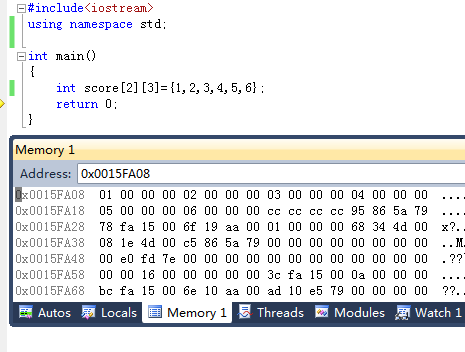 #include<iostream>
using namespace std;
int main()
{
int score[2][3]={1,2,3,4,5,6};
return 0;
}
Memory 1
Address: 0x0015FA08
0x0015FA08 01 00 00 00 02 00 00 00 03 00 00 00 04 00 00 00 ....
0x0015FA18 05 00 00 00 06 00 00 00 cc cc cc cc 95 86 5a 79 ....
0x0015FA28 78 fa 15 00 6f 19 aa 00 01 00 00 00 68 34 4d 00 x?..
0x0015FA38 08 1e 4d 00 c5 86 5a 79 00 00 00 00 00 00 00 00 ..M.
0x0015FA48 00 e0 fd 7e 00 00 00 00 00 00 00 00 00 00 00 00 .??
0x0015FA58 00 00 16 00 00 00 00 00 3c fa 15 00 0a 00 00 00 ....
0x0015FA68 bc fa 15 00 6e 10 aa 00 ad 10 e5 79 00 00 00 00 ??..
Autos Locals Memory 1 Threads Modules Watch 1